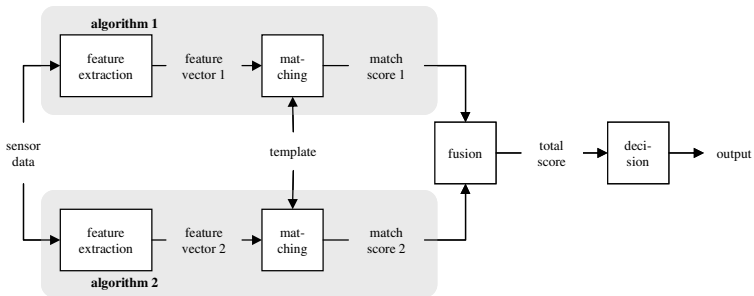 algorithm 1
feature
extraction
feature
vector 1
mat-
ching
match
score 1
sensor
data
template
fusion
total
score
deci-
sion
output
feature
extraction
feature
vector 2
mat-
ching
match
score 2
algorithm 2